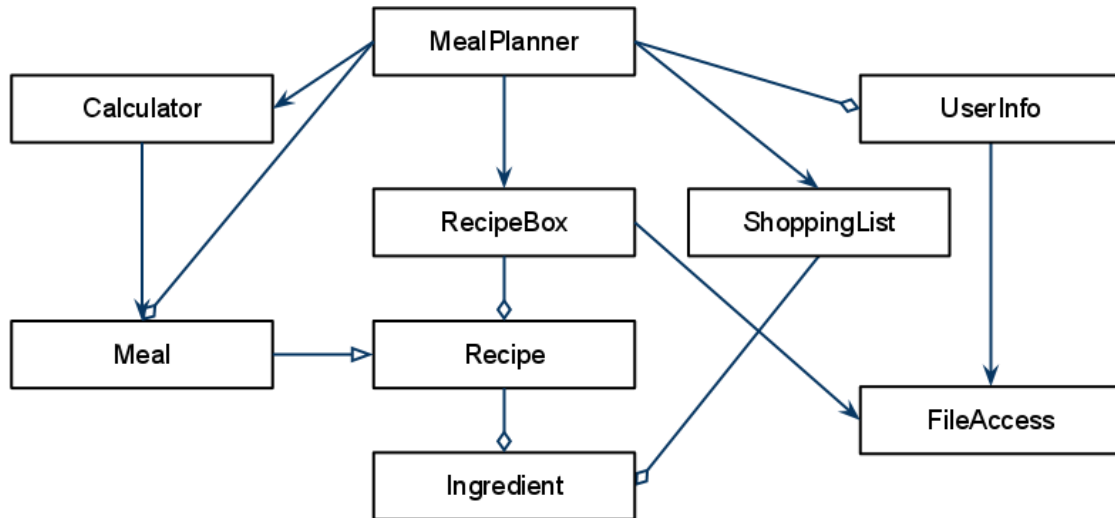 MealPlanner
Calculator
UserInfo
RecipeBox
ShoppingList
Meal
Recipe
FileAccess
Ingredient